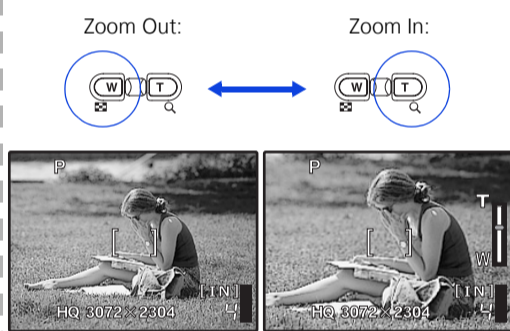 Zoom Out:
Zoom In:
W T
W T
P
[IN]
HQ 3072×2304
4
P
T
W
[IN]
HQ 3072×2304
4